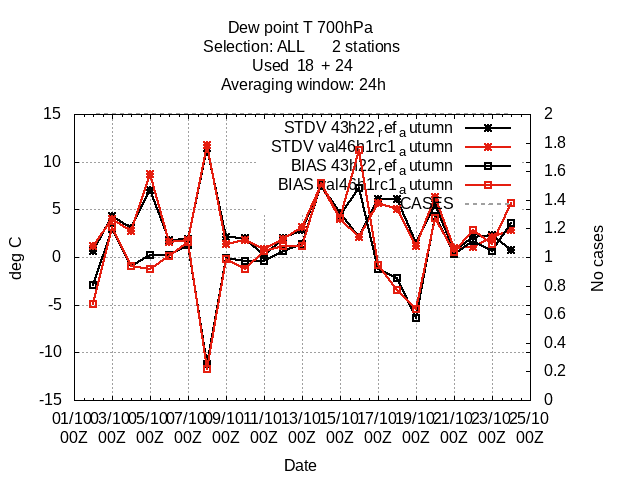 Dew point T 700hPa
Selection: ALL 2 stations
Used 18 + 24
Averaging window: 24h
STDV 43h22ref_autumn
STDV val46h1rc1_autumn
BIAS 43h22ref_autumn
BIAS val46h1rc1_autumn
CASES
15
10
5
0
-5
-10
-15
deg C
2
1.8
1.6
1.4
1.2
1
0.8
0.6
0.4
0.2
0
No cases
01/10 03/10 05/10 07/10 09/10 11/10 13/10 15/10 17/10 19/10 21/10 23/10 25/10
00Z 00Z 00Z 00Z 00Z 00Z 00Z 00Z 00Z 00Z 00Z 00Z 00Z
Date